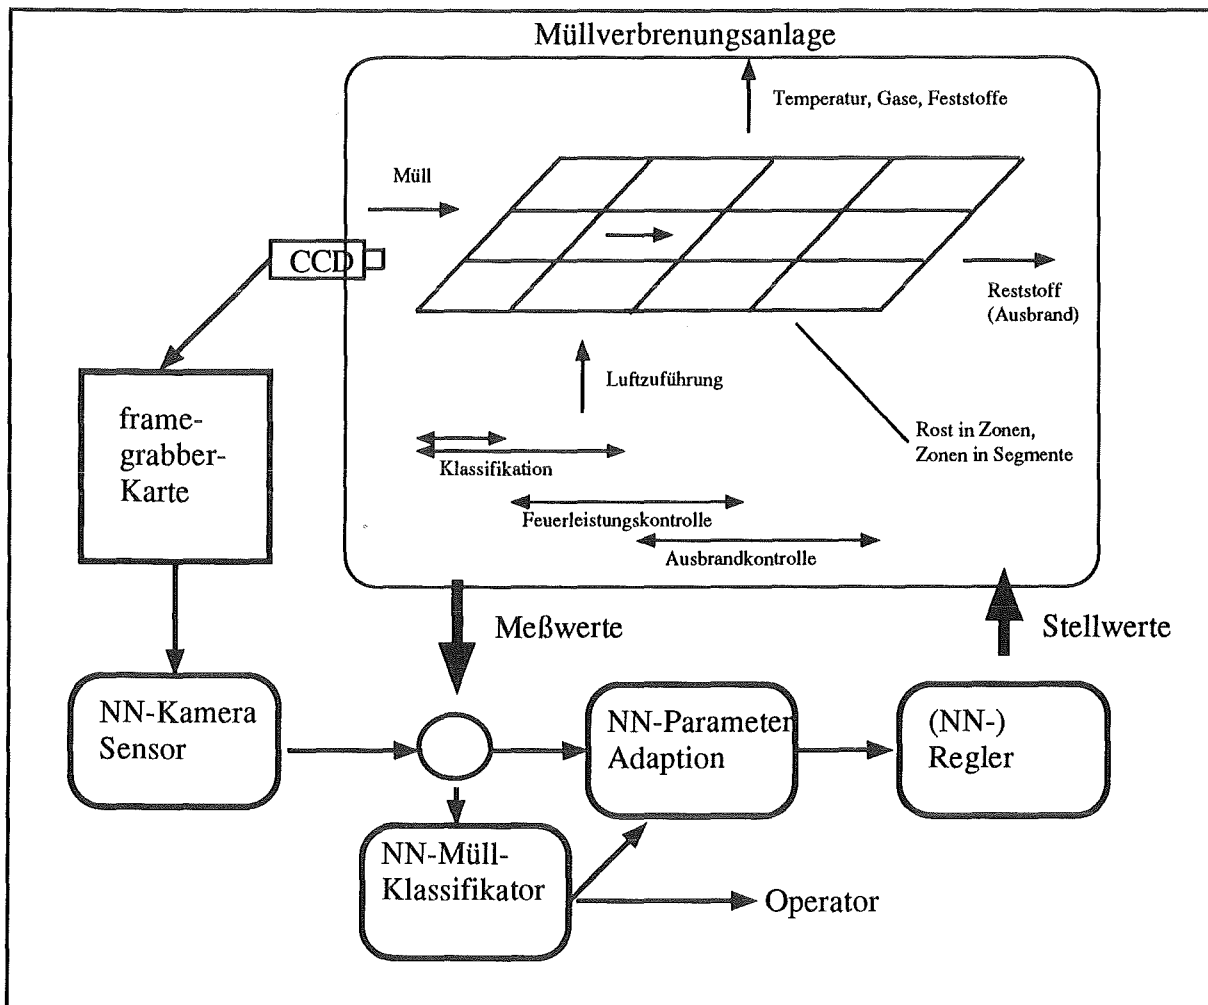 Müllverbrenungsanlage
Temperatur, Gase, Feststoffe
Müll
CCD
Reststoff
(Ausbrand)
Luftzuführung
frame-
grabber-
Karte
Rost in Zonen,
Zonen in Segmente
Klassifikation
Feuerleistungskontrolle
Ausbrandkontrolle
Meßwerte
Stellwerte
NN-Kamera
Sensor
NN-Parameter
Adaption
(NN-)
Regler
NN-Müll-
Klassifikator
Operator